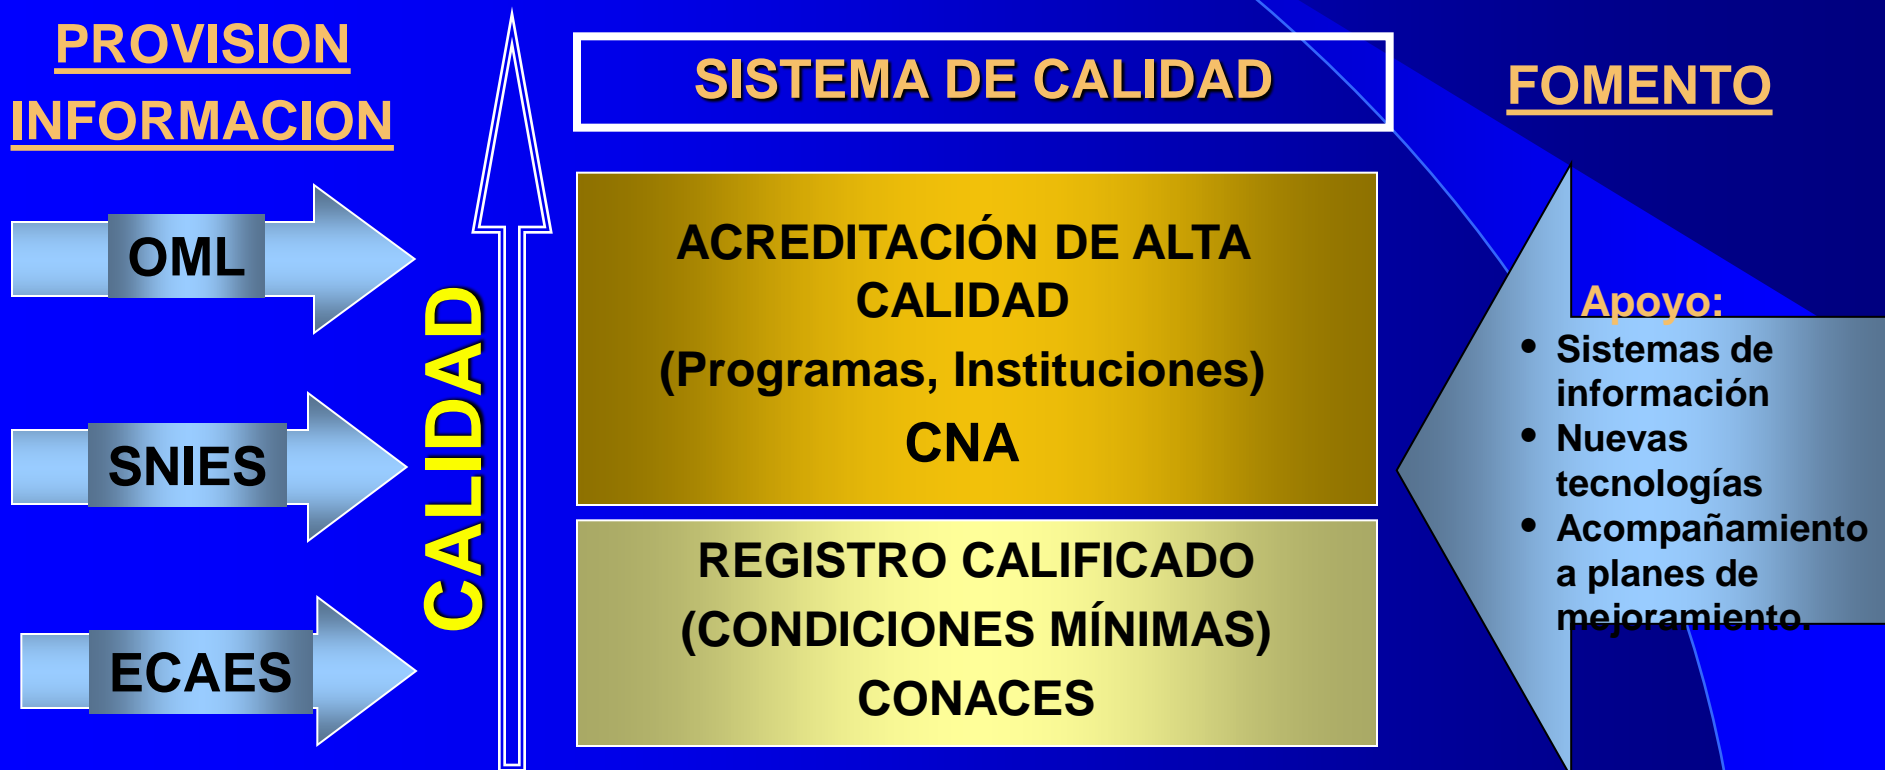 PROVISION
INFORMACION
OML
SNIES
ECAES
CALIDAD
SISTEMA DE CALIDAD
ACREDITACIÓN DE ALTA
CALIDAD
(Programas, Instituciones)
CNA
REGISTRO CALIFICADO
(CONDICIONES MÍNIMAS)
CONACES
FOMENTO
Apoyo:
• Sistemas de
información
• Nuevas
tecnologías
• Acompañamiento
a planes de
mejoramiento.